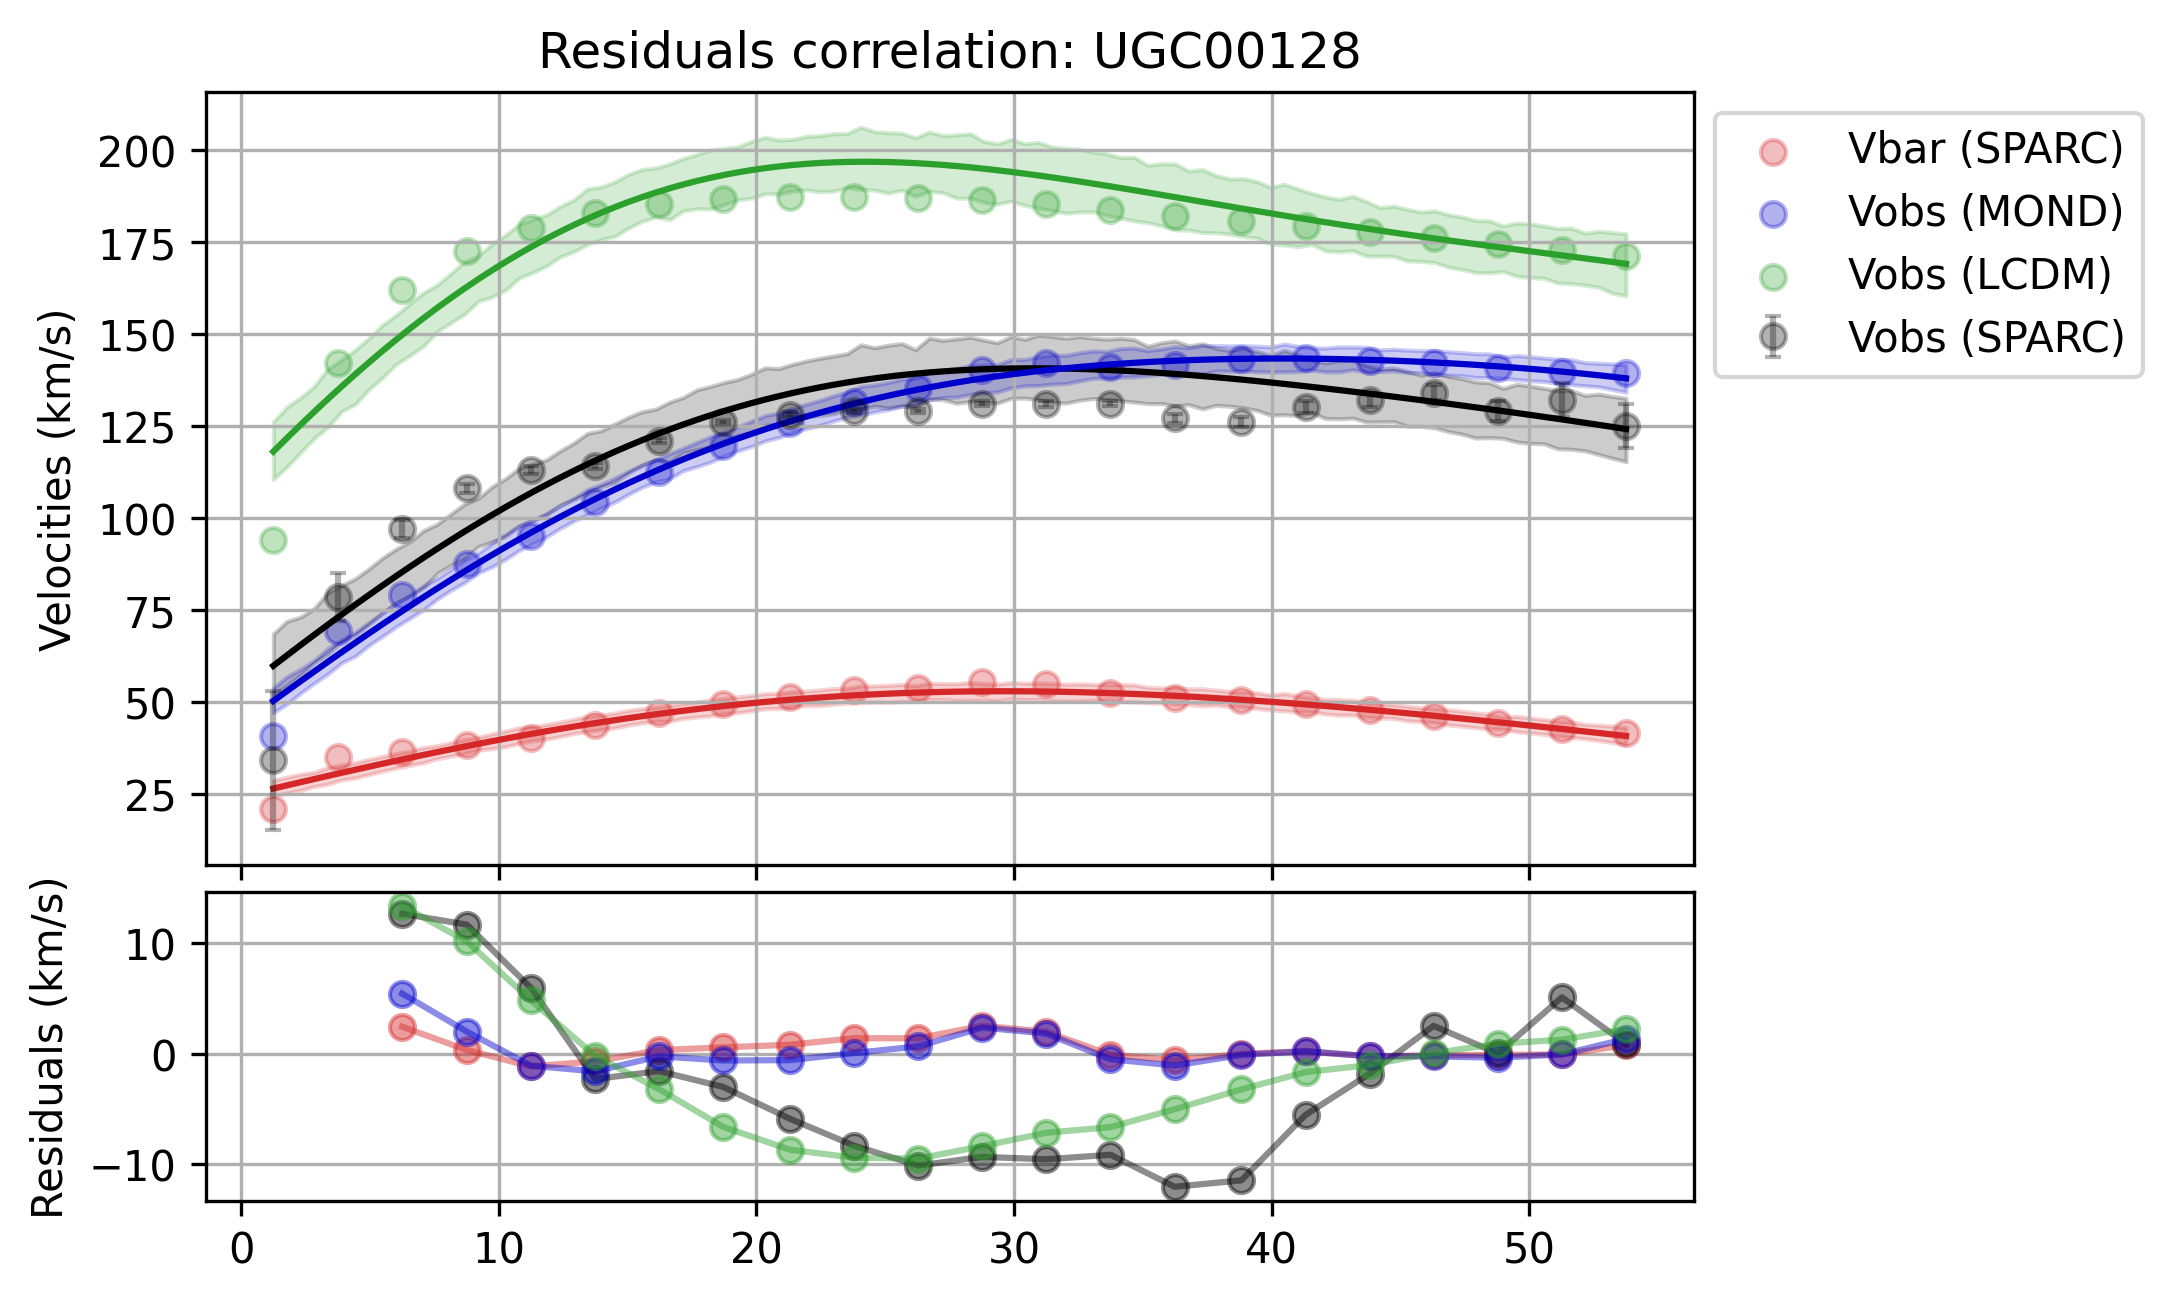 Residuals correlation: UGC00128
Velocities (km/s)
200
175
150
125
100
75
50
25
Vbar (SPARC)
Vobs (MOND)
Vobs (LCDM)
Vobs (SPARC)
Residuals (km/s)
10
0
−10
0 10 20 30 40 50